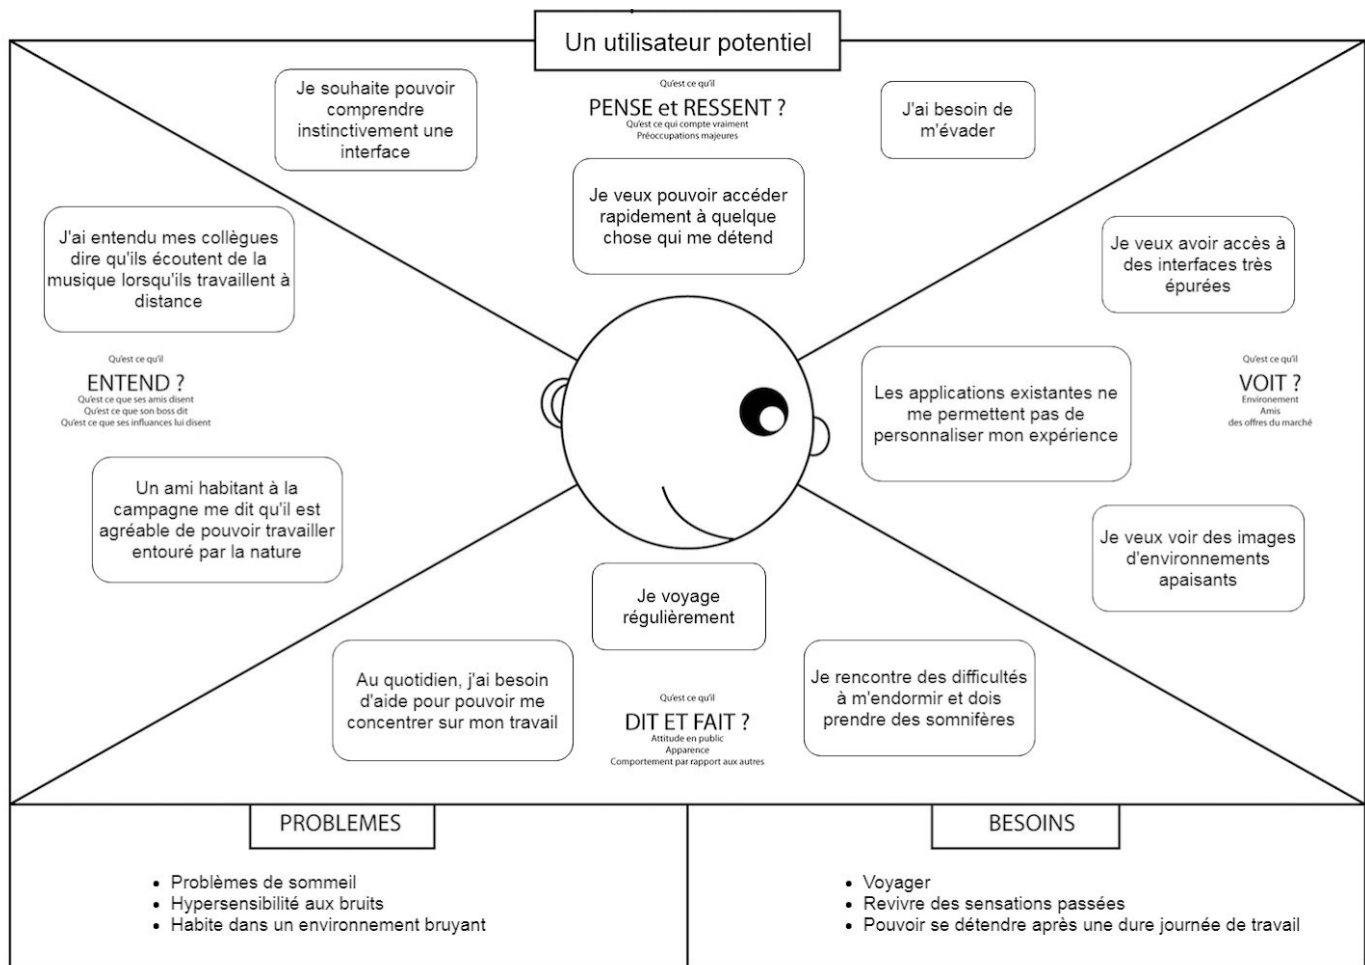 Un utilisateur potentiel
Je souhaite pouvoir
comprendre
instinctivement une
interface
Qu'est ce qu'il
PENSE et RESSENT ?
Qu'est ce qui compte vraiment
Préoccupations majeures
J'ai besoin de
m'évader
Je veux pouvoir accéder
rapidement à quelque
chose qui me détend
J'ai entendu mes collègues
dire qu'ils écoutent de la
musique lorsqu'ils travaillent à
distance
Qu'est ce qu'il
ENTEND ?
Qu'est ce que ses amis disent
Qu'est ce que son boss dit
Qu'est ce que ses influences lui disent
Un ami habitant à la
campagne me dit qu'il est
agréable de pouvoir travailler
entouré par la nature
Je veux avoir accès à
des interfaces très
épurées
Les applications existantes ne
me permettent pas de
personnaliser mon expérience
Qu'est ce qu'il
VOIT ?
Environement
Amis
des offres du marché
Je veux voir des images
d'environnements
apaisants
Je voyage
régulièrement
Au quotidien, j'ai besoin
d'aide pour pouvoir me
concentrer sur mon travail
Qu'est ce qu'il
DIT ET FAIT ?
Attitude en public
Apparence
Comportement par rapport aux autres
Je rencontre des difficultés
à m'endormir et dois
prendre des somnifères
PROBLEMES
• Problèmes de sommeil
• Hypersensibilité aux bruits
• Habite dans un environnement bruyant
BESOINS
• Voyager
• Revivre des sensations passées
• Pouvoir se détendre après une dure journée de travail